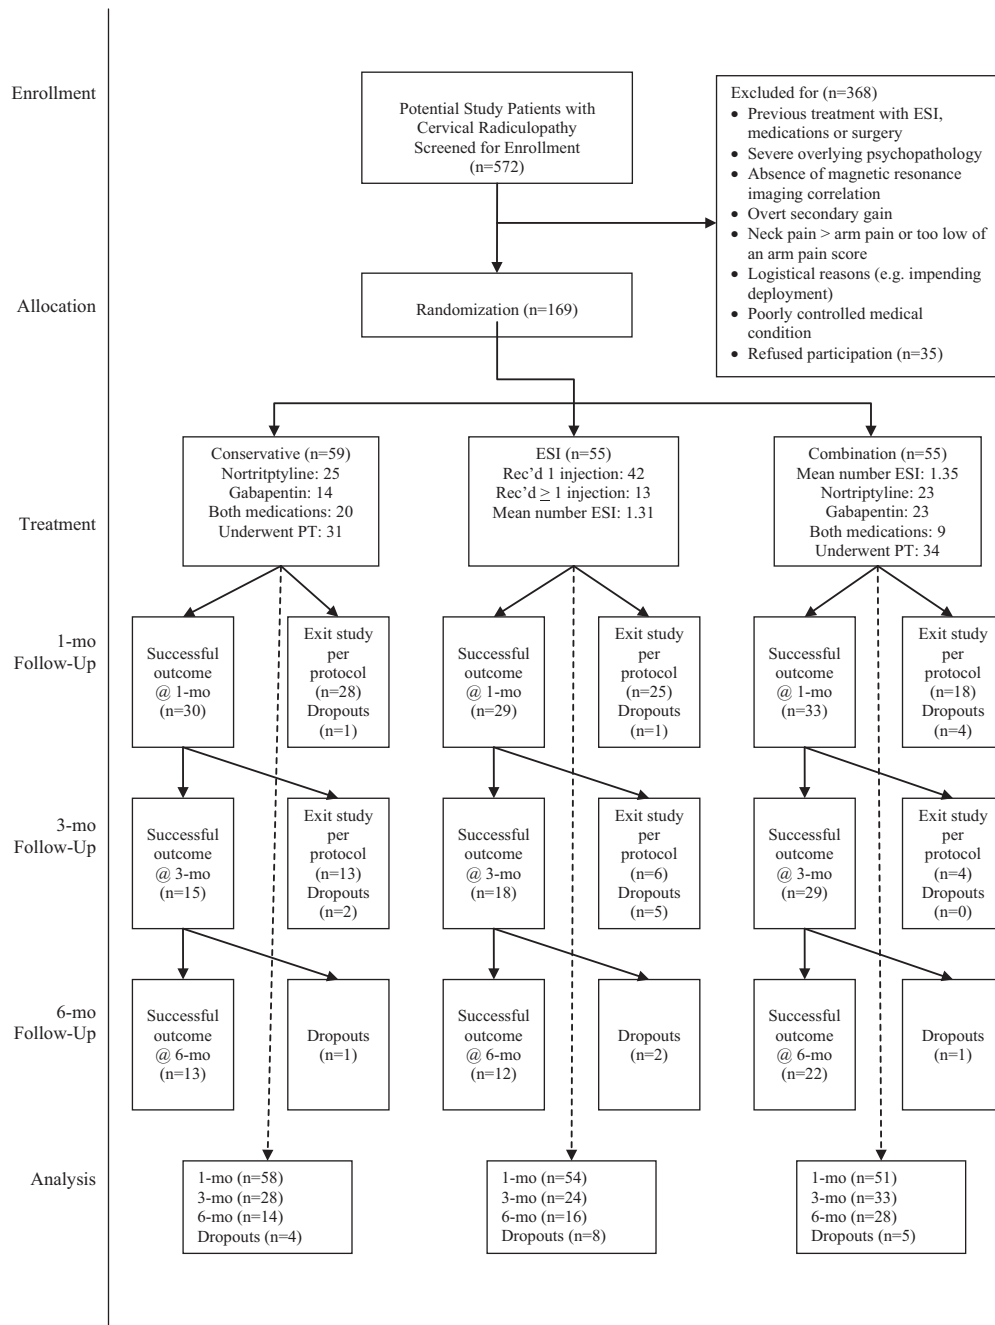 Enrollment
Potential Study Patients with
Cervical Radiculopathy
Screened for Enrollment
(n=572)
Excluded for (n=368)
• Previous treatment with ESI,
medications or surgery
• Severe overlying psychopathology
• Absence of magnetic resonance
imaging correlation
• Overt secondary gain
• Neck pain > arm pain or too low of
an arm pain score
• Logistical reasons (e.g. impending
deployment)
• Poorly controlled medical
condition
• Refused participation (n=35)
Allocation
Randomization (n=169)
Treatment
Conservative (n=59)
Nortritptyline: 25
Gabapentin: 14
Both medications: 20
Underwent PT: 31
ESI (n=55)
Rec'd 1 injection: 42
Rec'd ≥ 1 injection: 13
Mean number ESI: 1.31
Combination (n=55)
Mean number ESI: 1.35
Nortriptyline: 23
Gabapentin: 23
Both medications: 9
Underwent PT: 34
1-mo
Follow-Up
Successful
outcome
@ 1-mo
(n=30)
Exit study
per
protocol
(n=28)
Dropouts
(n=1)
Successful
outcome
@ 1-mo
(n=29)
Exit study
per
protocol
(n=25)
Dropouts
(n=1)
Successful
outcome
@ 1-mo
(n=33)
Exit study
per
protocol
(n=18)
Dropouts
(n=4)
3-mo
Follow-Up
Successful
outcome
@ 3-mo
(n=15)
Exit study
per
protocol
(n=13)
Dropouts
(n=2)
Successful
outcome
@ 3-mo
(n=18)
Exit study
per
protocol
(n=6)
Dropouts
(n=5)
Successful
outcome
@ 3-mo
(n=29)
Exit study
per
protocol
(n=4)
Dropouts
(n=0)
6-mo
Follow-Up
Successful
outcome
@ 6-mo
(n=13)
Dropouts
(n=1)
Successful
outcome
@ 6-mo
(n=12)
Dropouts
(n=2)
Successful
outcome
@ 6-mo
(n=22)
Dropouts
(n=1)
Analysis
1-mo (n=58)
3-mo (n=28)
6-mo (n=14)
Dropouts (n=4)
1-mo (n=54)
3-mo (n=24)
6-mo (n=16)
Dropouts (n=8)
1-mo (n=51)
3-mo (n=33)
6-mo (n=28)
Dropouts (n=5)